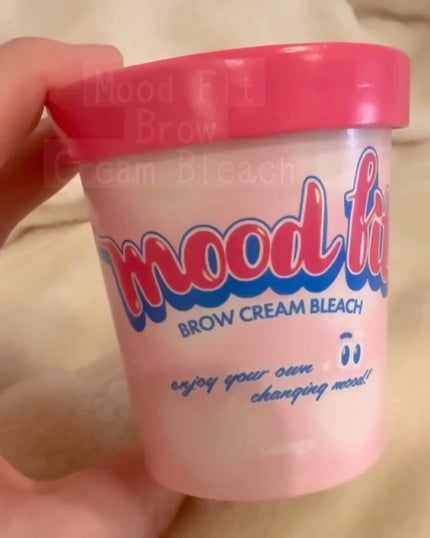 Mood Fit
Brow
Cream Bleach
mood fit
BROW CREAM BLEACH
enjoy your own
changing mood!